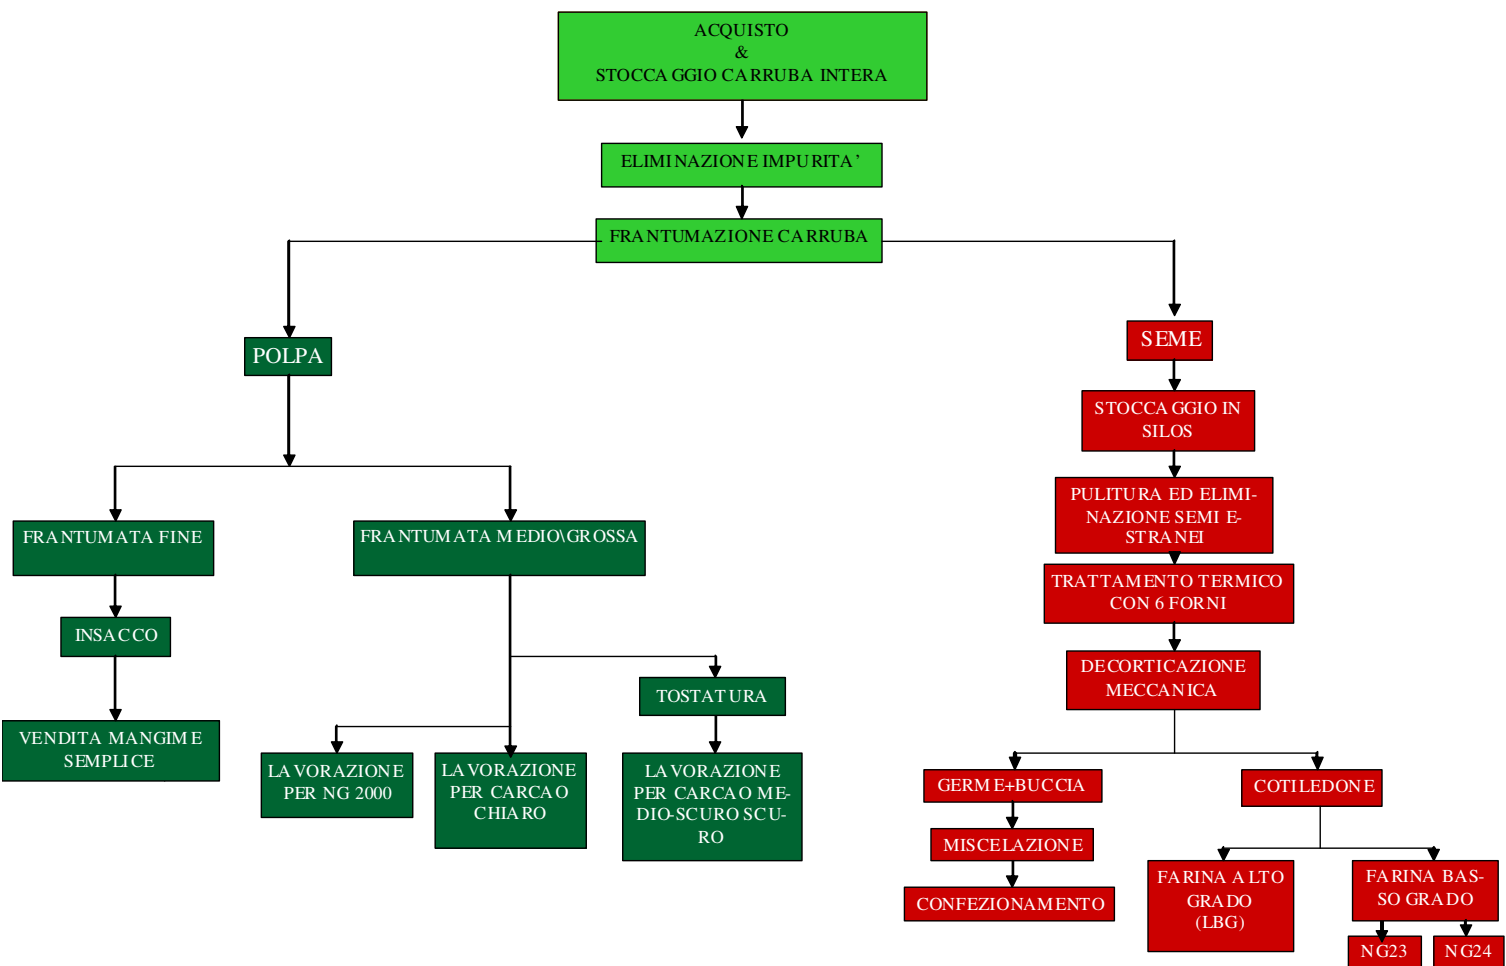 ACQUISTO
&
STOCCAGGIO CARRUBA INTERA
ELIMINAZIONE IMPURITA’
FRANTUMAZIONE CARRUBA
POLPA
SEME
STOCCAGGIO IN
SILOS
PULITURA ED ELIMI-
NAZIONE SEMI E-
STRANEI
FRANTUMATA FINE
FRANTUMATA MEDIO\GROSSA
TRATTAMENTO TERMICO
CON 6 FORNI
INSACCO
DECORTICAZIONE
MECCANICA
TOSTATURA
VENDITA MANGIME
SEMPLICE
LAVORAZIONE
PER NG 2000
LAVORAZIONE
PER CARCAO
CHIARO
LAVORAZIONE
PER CARCAO ME-
DIO-SCURO SCU-
RO
GERME+BUCCIA
COTILEDONE
MISCELAZIONE
CONFEZIONAMENTO
FARINA ALTO
GRADO
(LBG)
FARINA BAS-
SO GRADO
NG23
NG24